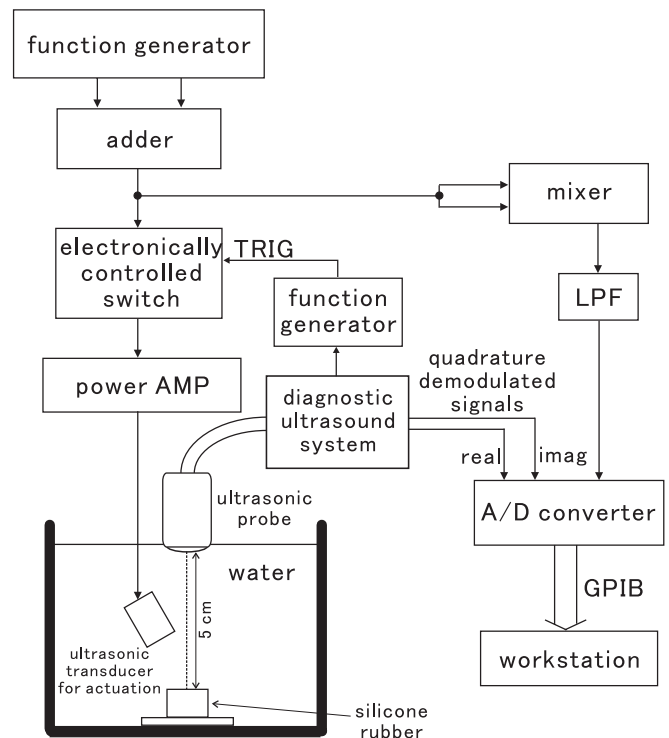 function generator
adder
mixer
electronically
controlled
switch
TRIG
function
generator
LPF
power AMP
diagnostic
ultrasound
system
quadrature
demodulated
signals
real
imag
ultrasonic
probe
A/D converter
water
5 cm
GPIB
ultrasonic
transducer
for actuation
workstation
silicone
rubber